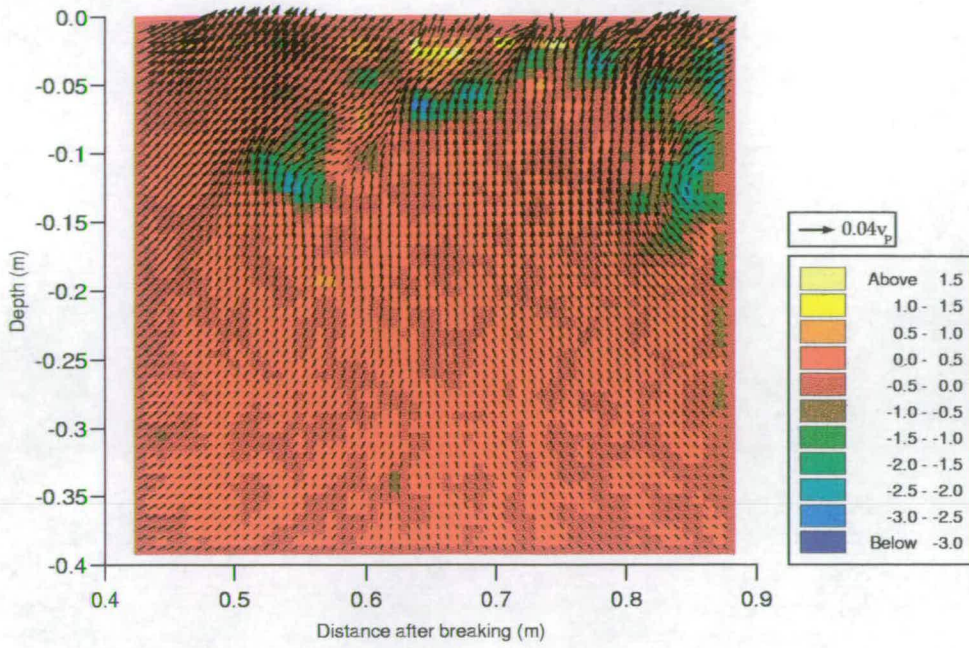 0.0
-0.05
-0.1
-0.15
-0.2
-0.25
-0.3
-0.35
-0.4
Depth (m)
0.4 0.5 0.6 0.7 0.8 0.9
Distance after breaking (m)
0.04vₚ
Above 1.5
1.0 - 1.5
0.5 - 1.0
0.0 - 0.5
-0.5 - 0.0
-1.0 - -0.5
-1.5 - -1.0
-2.0 - -1.5
-2.5 - -2.0
-3.0 - -2.5
Below -3.0